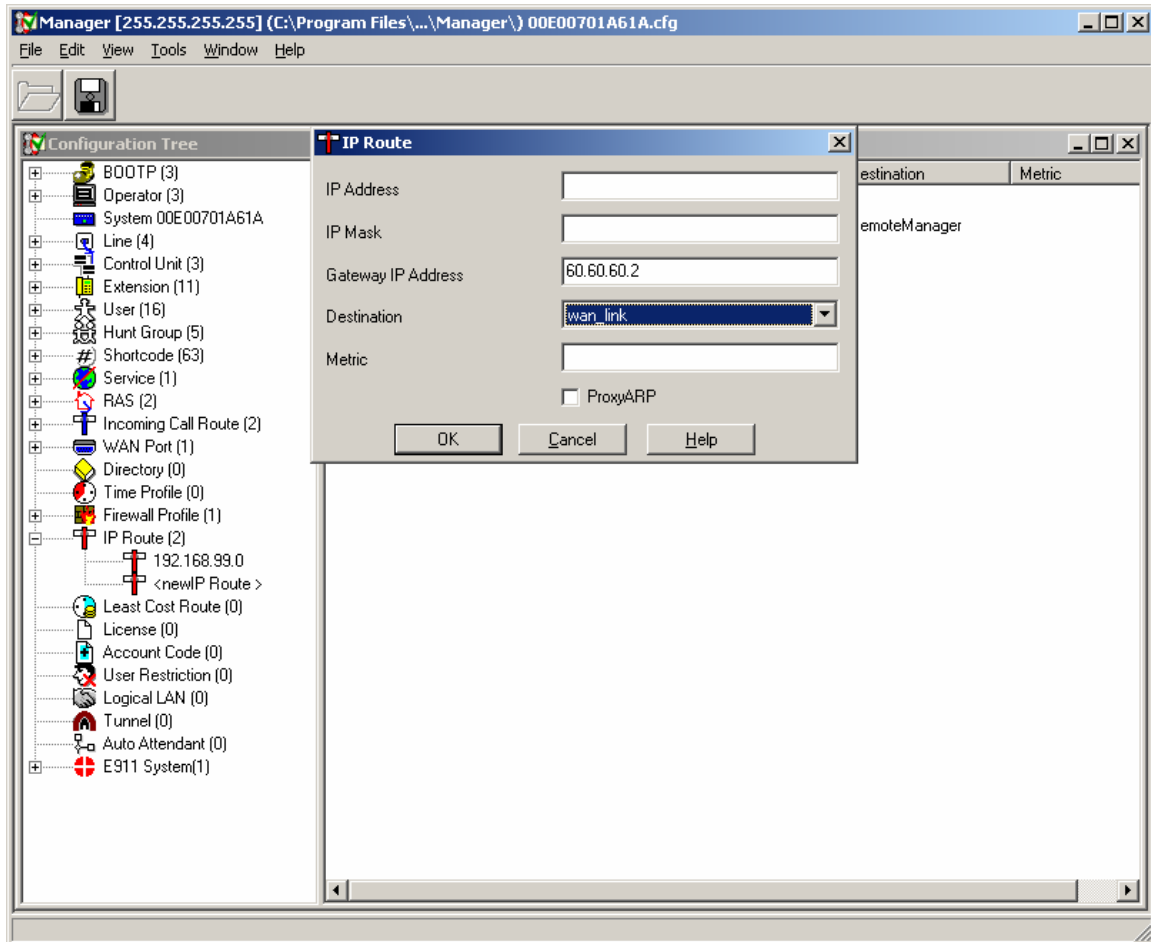 Manager [255.255.255.255] (C:\Program Files\...\Manager\) 00E00701A61A.cfg
File Edit View Tools Window Help
Configuration Tree
BOOTP (3)
Operator (3)
System 00E00701A61A
Line (4)
Control Unit (3)
Extension (11)
User (16)
Hunt Group (5)
Shortcode (63)
Service (1)
RAS (2)
Incoming Call Route (2)
WAN Port (1)
Directory (0)
Time Profile (0)
Firewall Profile (1)
IP Route (2)
192.168.99.0
<newIP Route >
Least Cost Route (0)
License (0)
Account Code (0)
User Restriction (0)
Logical LAN (0)
Tunnel (0)
Auto Attendant (0)
E911 System(1)
IP Route
IP Address
IP Mask
Gateway IP Address 60.60.60.2
Destination wan_link
Metric
ProxyARP
OK Cancel Help
estination Metric
emoteManager